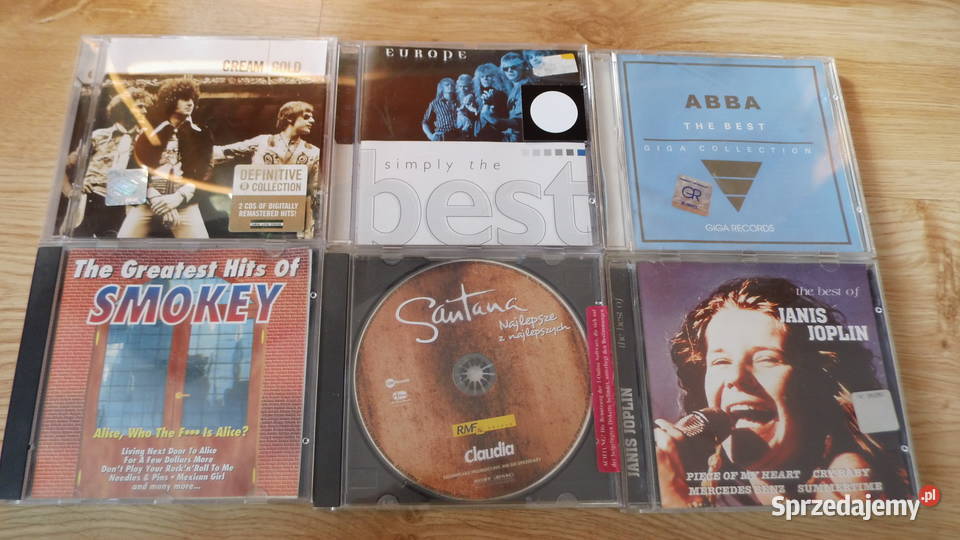 CREAM GOLD
DEFINITIVE
COLLECTION
2 CDS OF DIGITALLY
REMASTERED HITS!
EUROPE
simply the
best
ABBA
THE BEST
GIGA COLLECTION
GR
GIGA RECORDS
The Greatest Hits Of
SMOKEY
Alice, Who The F*** Is Alice?
Living Next Door To Alice
For A Few Dollars More
Don't Play Your Rock'n'Roll To Me
Needles & Pins • Mexican Girl
and many more...
Santana
Najlepsze
z najlepszych
RMF
claudia
the best of
JANIS JOPLIN
the best of
JANIS
JOPLIN
PIECE OF MY HEART CRY BABY
MERCEDES BENZ SUMMERTIME
Sprzedajemy.pl